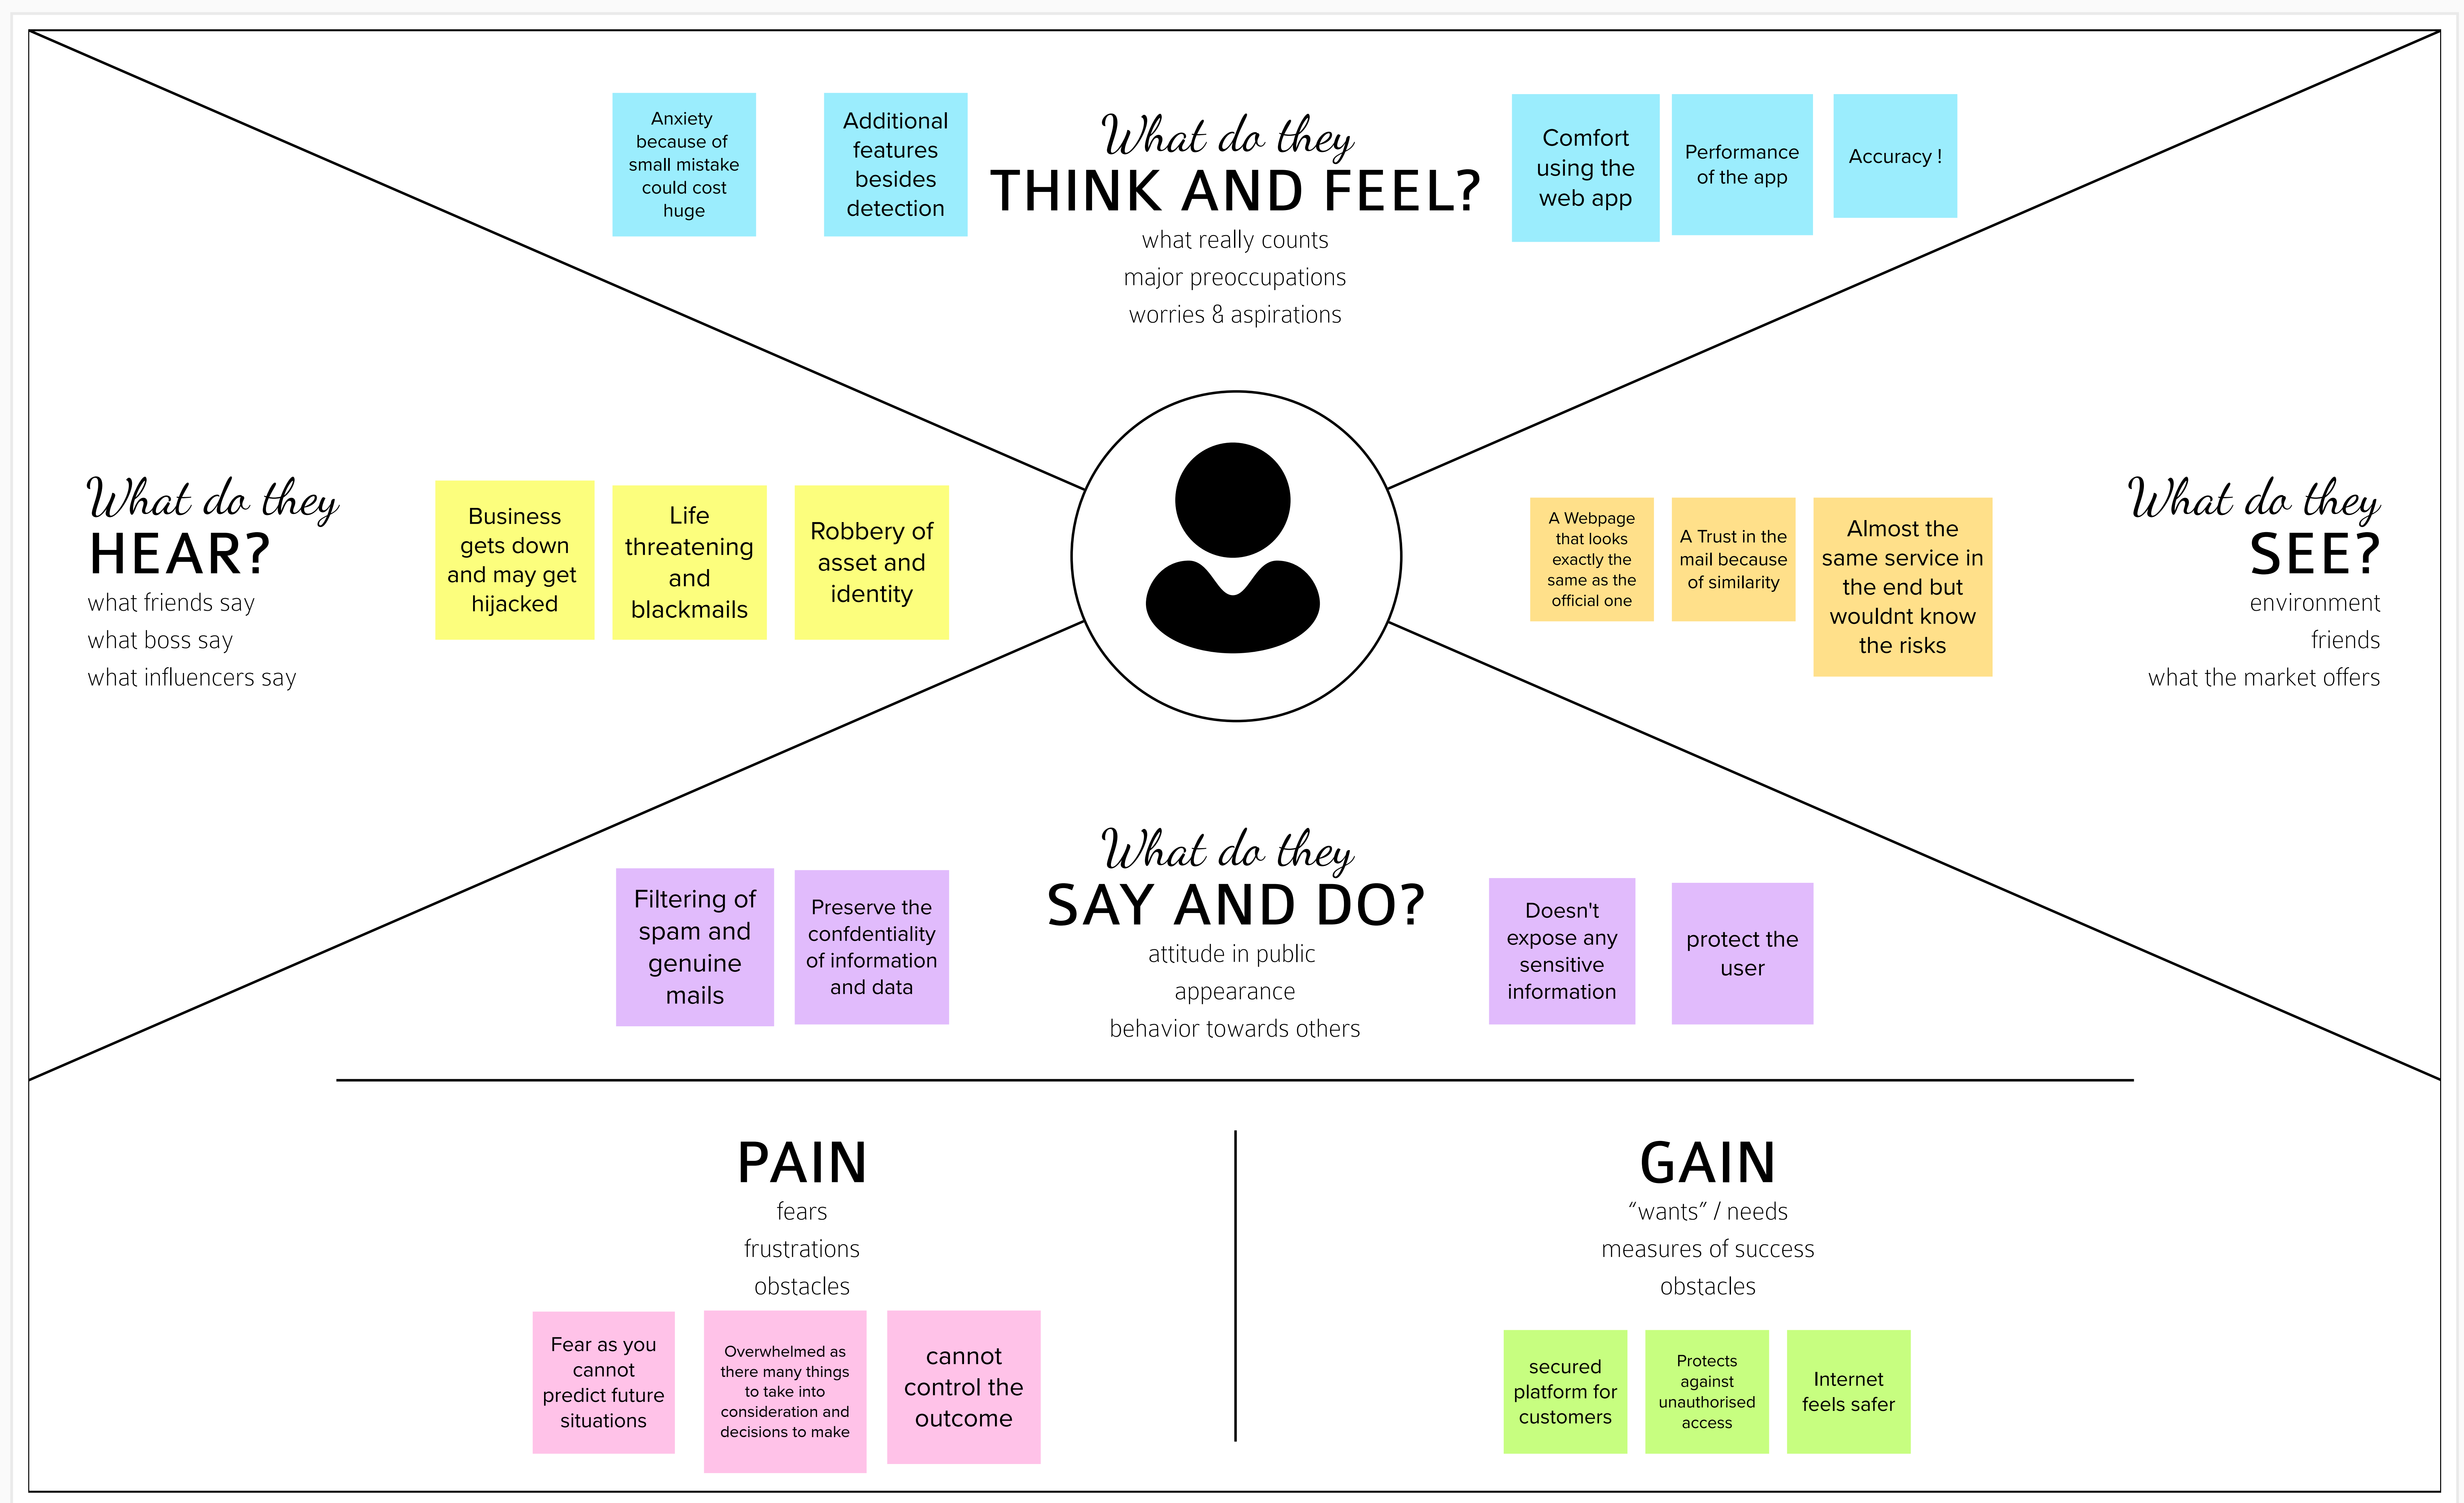 Anxiety
because of
small mistake
could cost
huge
Additional
features
besides
detection
What do they
THINK AND FEEL?
what really counts
major preoccupations
worries & aspirations
Comfort
using the
web app
Performance
of the app
Accuracy !
What do they
HEAR?
what friends say
what boss say
what influencers say
Business
gets down
and may get
hijacked
Life
threatening
and
blackmails
Robbery of
asset and
identity
A Webpage
that looks
exactly the
same as the
official one
A Trust in the
mail because
of similarity
Almost the
same service in
the end but
wouldnt know
the risks
What do they
SEE?
environment
friends
what the market offers
Filtering of
spam and
genuine
mails
Preserve the
confdentiality
of information
and data
What do they
SAY AND DO?
attitude in public
appearance
behavior towards others
Doesn't
expose any
sensitive
information
protect the
user
PAIN
fears
frustrations
obstacles
Fear as you
cannot
predict future
situations
Overwhelmed as
there many things
to take into
consideration and
decisions to make
cannot
control the
outcome
GAIN
“wants” / needs
measures of success
obstacles
secured
platform for
customers
Protects
against
unauthorised
access
Internet
feels safer